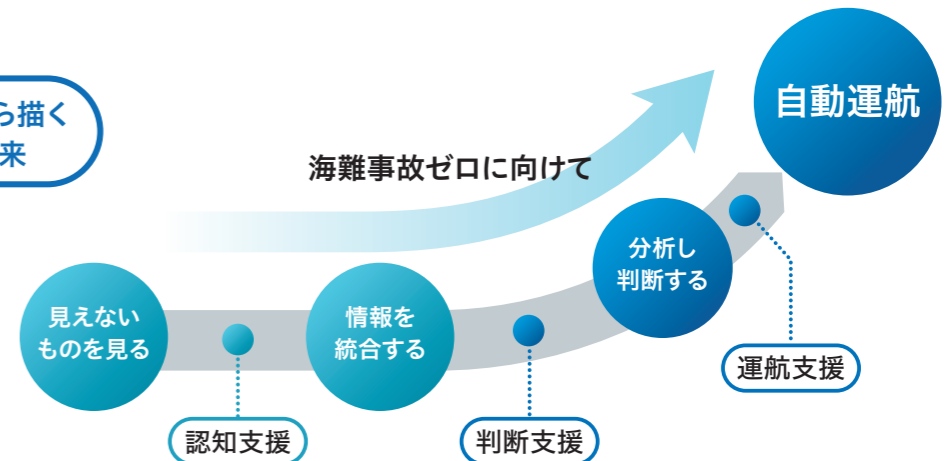 ら描く
来
海難事故ゼロに向けて
自動運航
分析し
判断する
見えない
ものを見る
情報を
統合する
運航支援
認知支援
判断支援